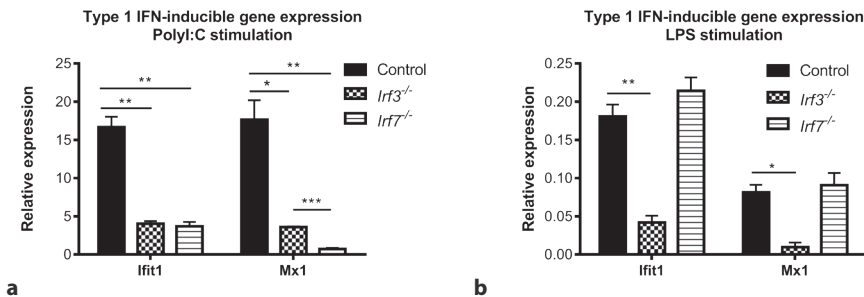 Type 1 IFN-inducible gene expression
PolyI:C stimulation
Relative expression
25
20
15
10
5
0
**
**
**
*
***
Control
Irf3-/-
Irf7-/-
Ifit1
Mx1
a
Type 1 IFN-inducible gene expression
LPS stimulation
Relative expression
0.25
0.20
0.15
0.10
0.05
0.00
**
*
Control
Irf3-/-
Irf7-/-
Ifit1
Mx1
b